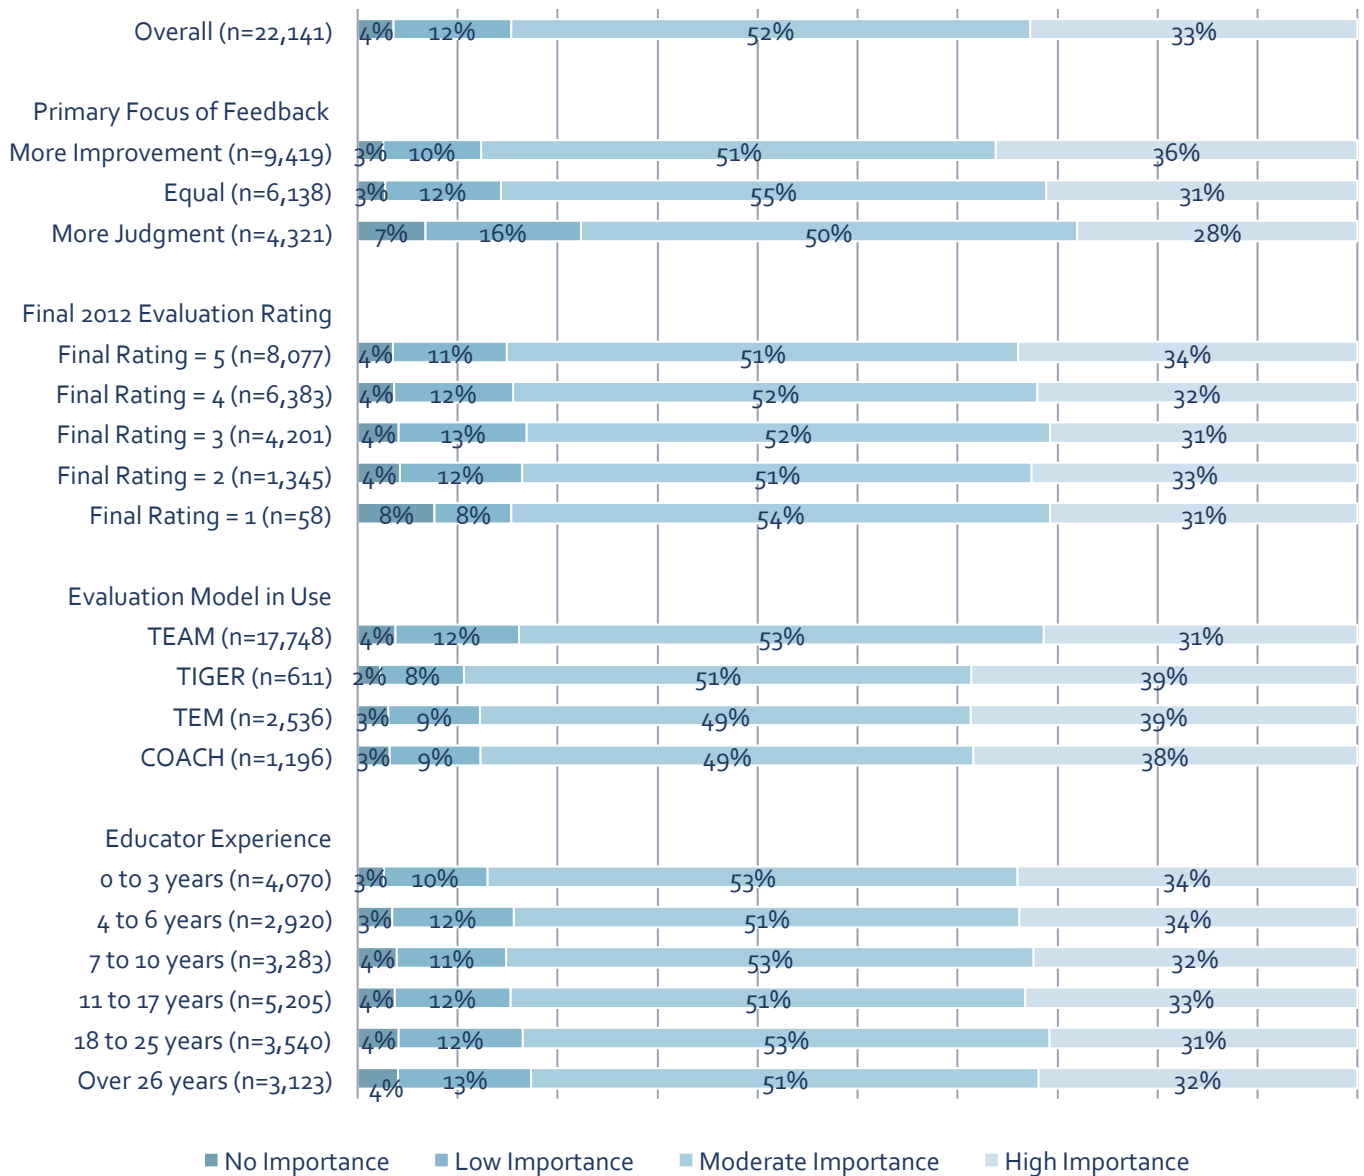 Overall (n=22,141) 4% 12% 52% 33%
Primary Focus of Feedback
More Improvement (n=9,419) 3% 10% 51% 36%
Equal (n=6,138) 3% 12% 55% 31%
More Judgment (n=4,321) 7% 16% 50% 28%
Final 2012 Evaluation Rating
Final Rating = 5 (n=8,077) 4% 11% 51% 34%
Final Rating = 4 (n=6,383) 4% 12% 52% 32%
Final Rating = 3 (n=4,201) 4% 13% 52% 31%
Final Rating = 2 (n=1,345) 4% 12% 51% 33%
Final Rating = 1 (n=58) 8% 8% 54% 31%
Evaluation Model in Use
TEAM (n=17,748) 4% 12% 53% 31%
TIGER (n=611) 2% 8% 51% 39%
TEM (n=2,536) 3% 9% 49% 39%
COACH (n=1,196) 3% 9% 49% 38%
Educator Experience
0 to 3 years (n=4,070) 3% 10% 53% 34%
4 to 6 years (n=2,920) 3% 12% 51% 34%
7 to 10 years (n=3,283) 4% 11% 53% 32%
11 to 17 years (n=5,205) 4% 12% 51% 33%
18 to 25 years (n=3,540) 4% 12% 53% 31%
Over 26 years (n=3,123) 4% 13% 51% 32%
No Importance Low Importance Moderate Importance High Importance